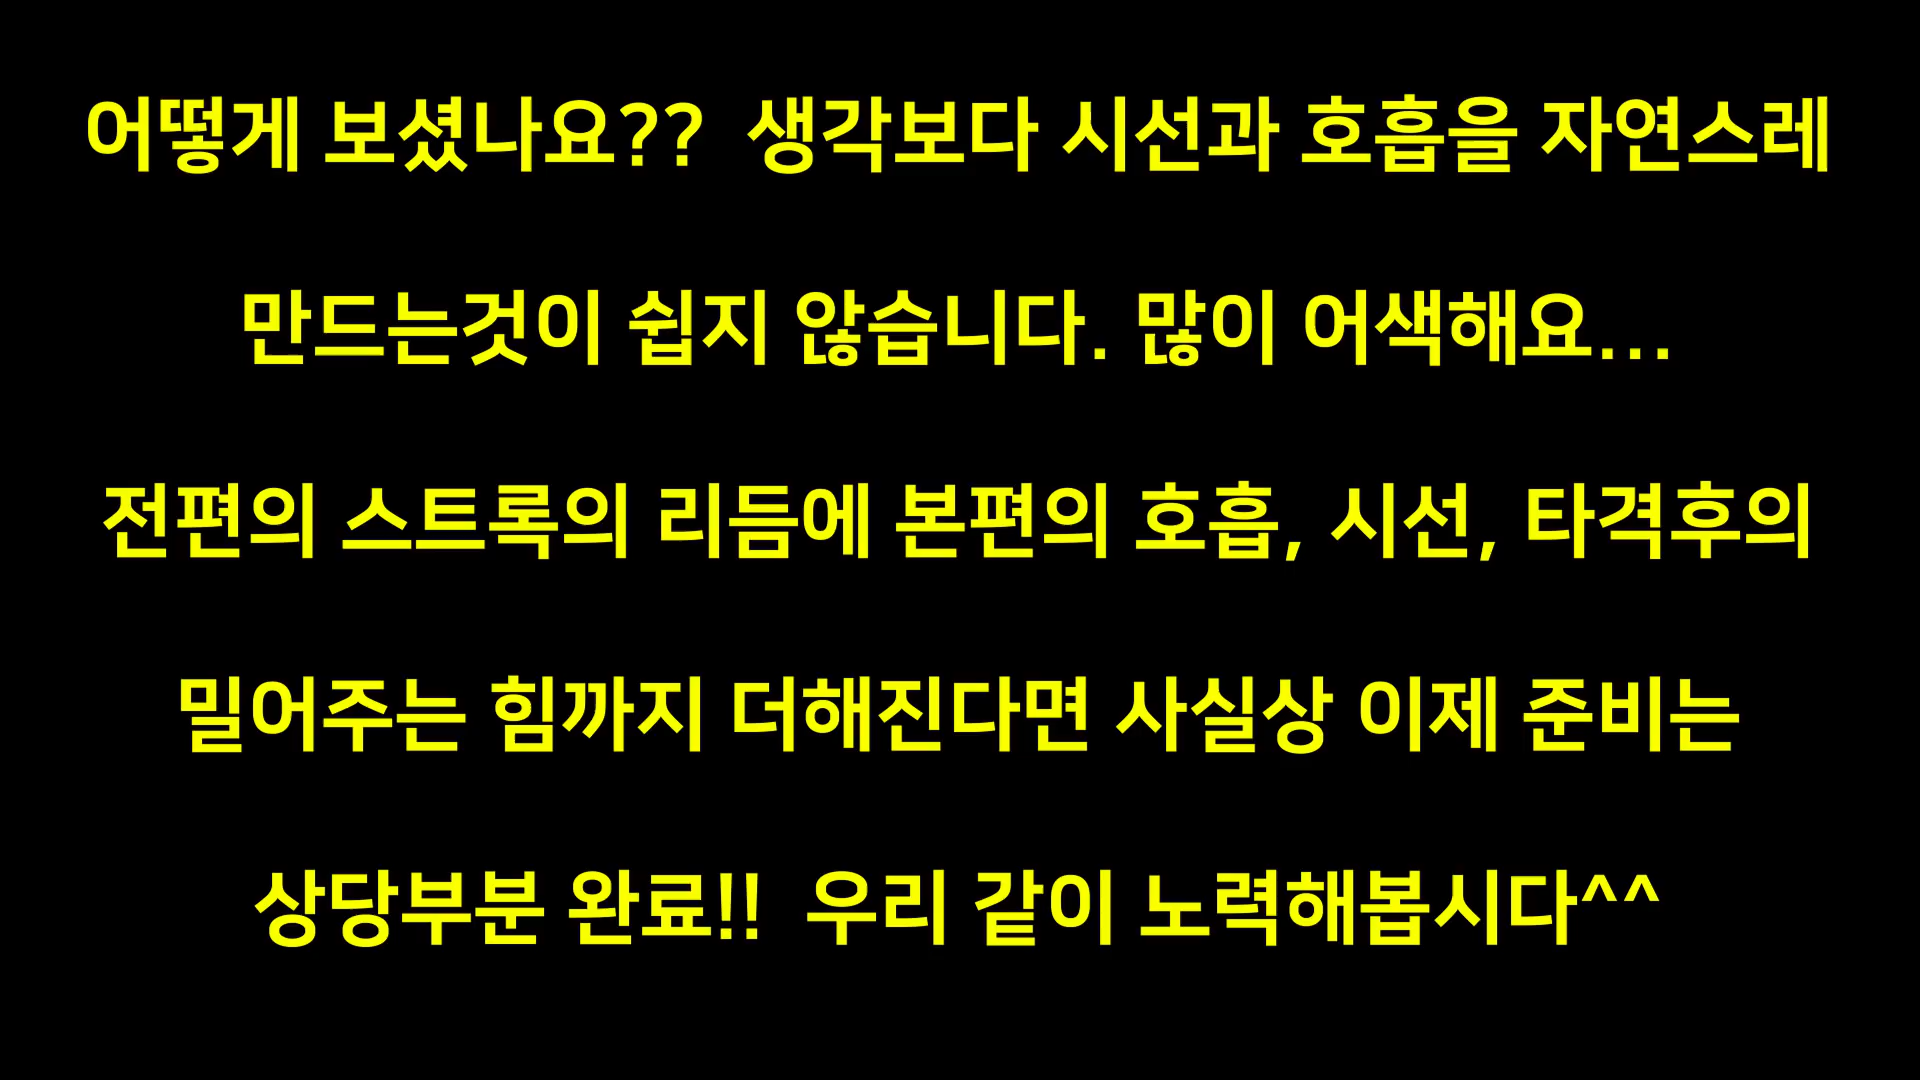 어떻게 보셨나요??  생각보다 시선과 호흡을 자연스레
만드는것이 쉽지 않습니다. 많이 어색해요...
전편의 스트록의 리듬에 본편의 호흡, 시선, 타격후의
밀어주는 힘까지 더해진다면 사실상 이제 준비는
상당부분 완료!!  우리 같이 노력해봅시다^^